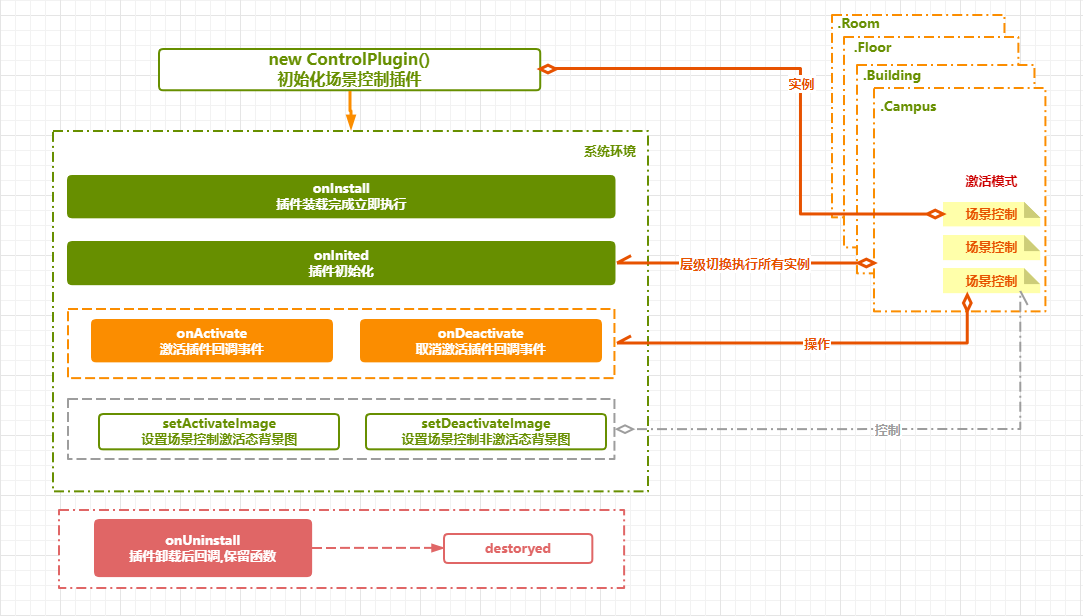 new ControlPlugin()
初始化场景控制插件
实例
.Room
.Floor
.Building
.Campus
激活模式
场景控制
场景控制
场景控制
系统环境
onInstall
插件装载完成立即执行
onInited
插件初始化
层级切换执行所有实例
onActivate
激活插件回调事件
onDeactivate
取消激活插件回调事件
操作
setActivateImage
设置场景控制激活态背景图
setDeactivateImage
设置场景控制非激活态背景图
控制
onUninstall
插件卸载后回调,保留函数
destoryed